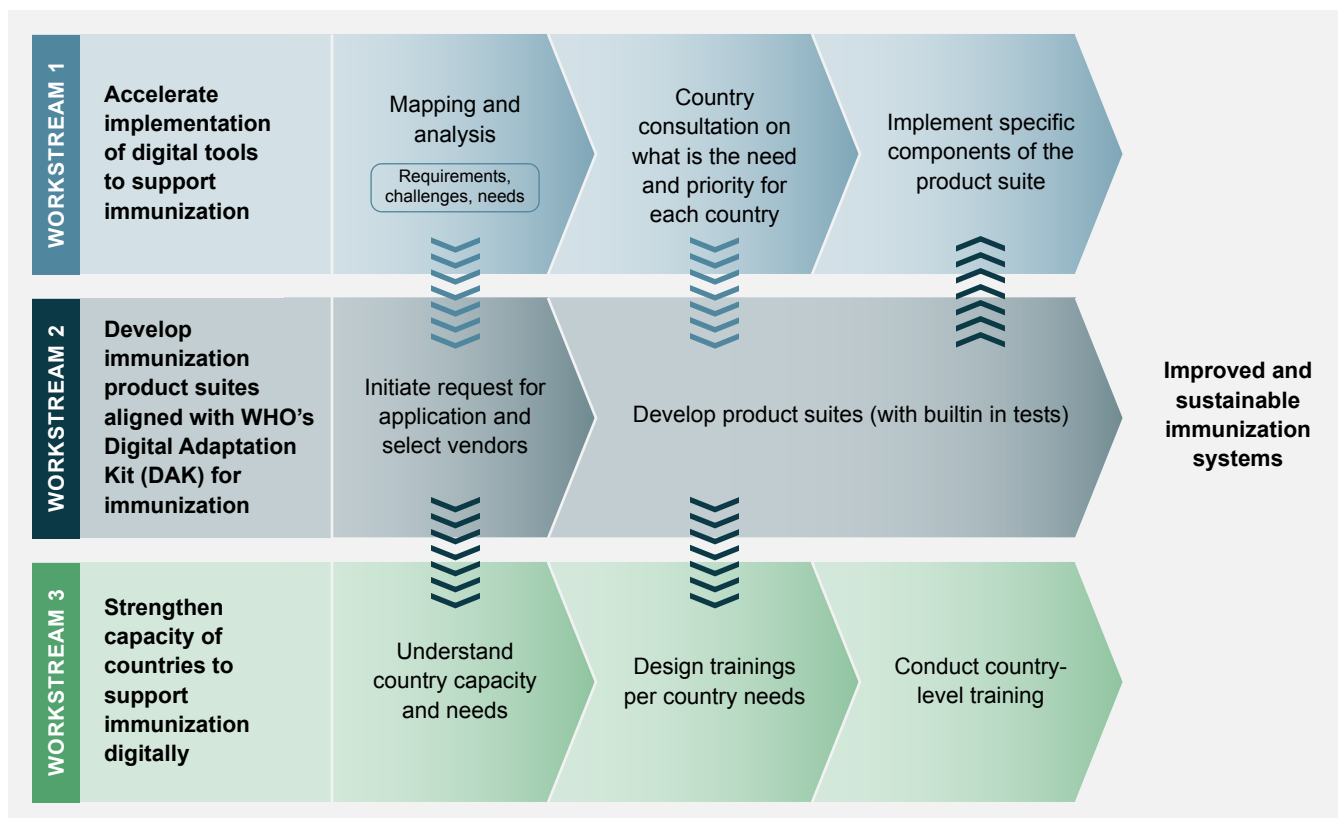 WORKSTREAM 1
Accelerate
implementation
of digital tools
to support
immunization
Mapping and
analysis
Requirements,
challenges, needs
Country
consultation on
what is the need
and priority for
each country
Implement specific
components of the
product suite
WORKSTREAM 2
Develop
immunization
product suites
aligned with WHO’s
Digital Adaptation
Kit (DAK) for
immunization
Initiate request for
application and
select vendors
Develop product suites (with builtin in tests)
WORKSTREAM 3
Strengthen
capacity of
countries to
support
immunization
digitally
Understand
country capacity
and needs
Design trainings
per country needs
Conduct country-
level training
Improved and
sustainable
immunization
systems